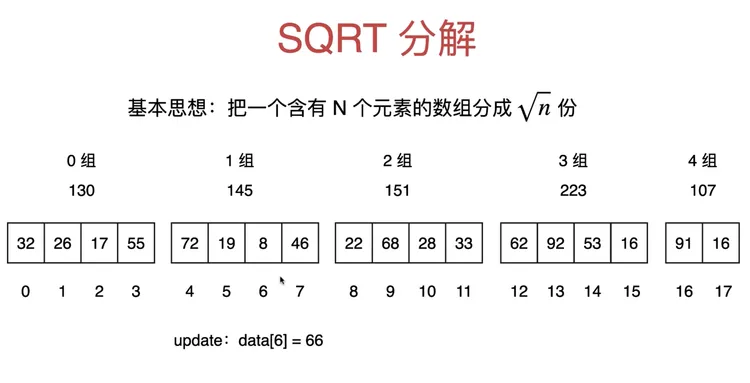 SQRT 分解
基本思想：把一个含有 N 个元素的数组分成 √n 份
0 组 1 组 2 组 3 组 4 组
130 145 151 223 107
32 26 17 55 72 19 8 46 22 68 28 33 62 92 53 16 91 16
0 1 2 3 4 5 6 7 8 9 10 11 12 13 14 15 16 17
update：data[6] = 66